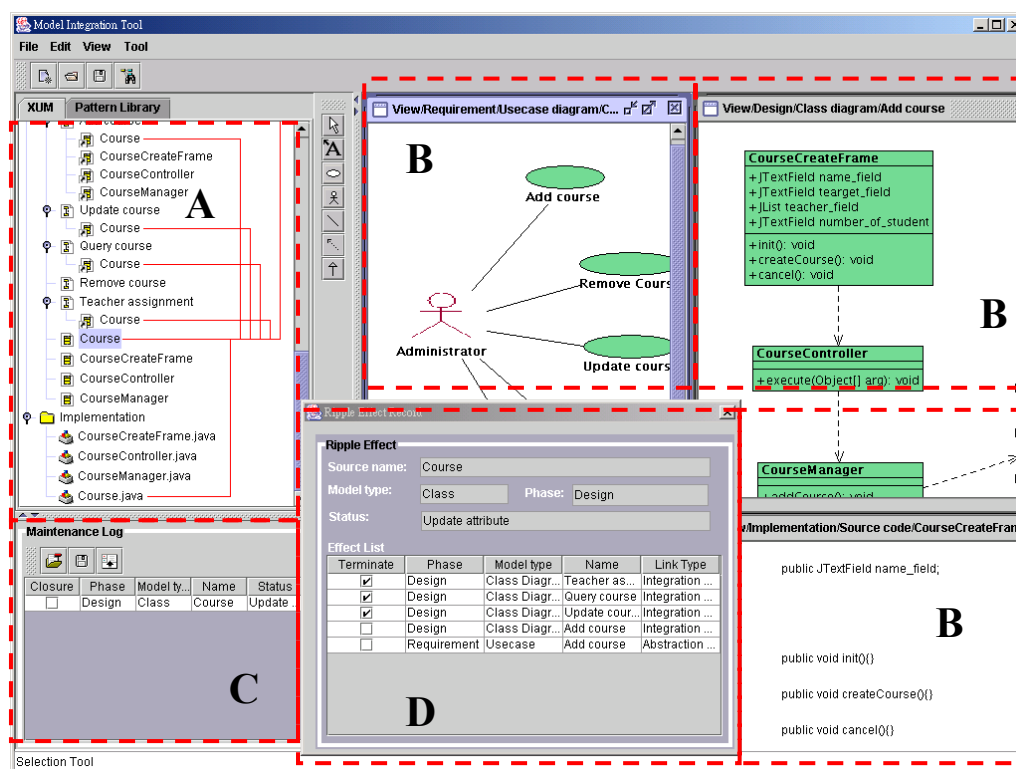 Model Integration Tool
File Edit View Tool
XUM Pattern Library
Course
CourseCreateFrame
CourseController
CourseManager
A
Update course
Course
Query course
Course
Remove course
Teacher assignment
Course
Course
CourseCreateFrame
CourseController
CourseManager
Implementation
CourseCreateFrame.java
CourseController.java
CourseManager.java
Course.java
A
View/Requirement/Usecase diagram/C...
B
Add course
Remove Cours
Administrator
Update cours
View/Design/Class diagram/Add course
CourseCreateFrame
+JTextField name_field
+JTextField tearget_field
+JList teacher_field
+JTextField number_of_student
+init(): void
+createCourse(): void
+cancel(): void
B
CourseController
+execute(Object[] arg): void
CourseManager
+addCourse(): void
Maintenance Log
Closure Phase Model ty... Name Status
Design Class Course Update ...
C
Ripple Effect Record
Ripple Effect
Source name: Course
Model type: Class Phase: Design
Status: Update attribute
Effect List
Terminate Phase Model type Name Link Type
Design Class Diagr... Teacher as... Integration ...
Design Class Diagr... Query course Integration ...
Design Class Diagr... Update cour... Integration ...
Design Class Diagr... Add course Integration ...
Requirement Usecase Add course Abstraction ...
D
w/Implementation/Source code/CourseCreateFran
public JTextField name_field;
B
public void init(){}
public void createCourse(){}
public void cancel(){}
Selection Tool